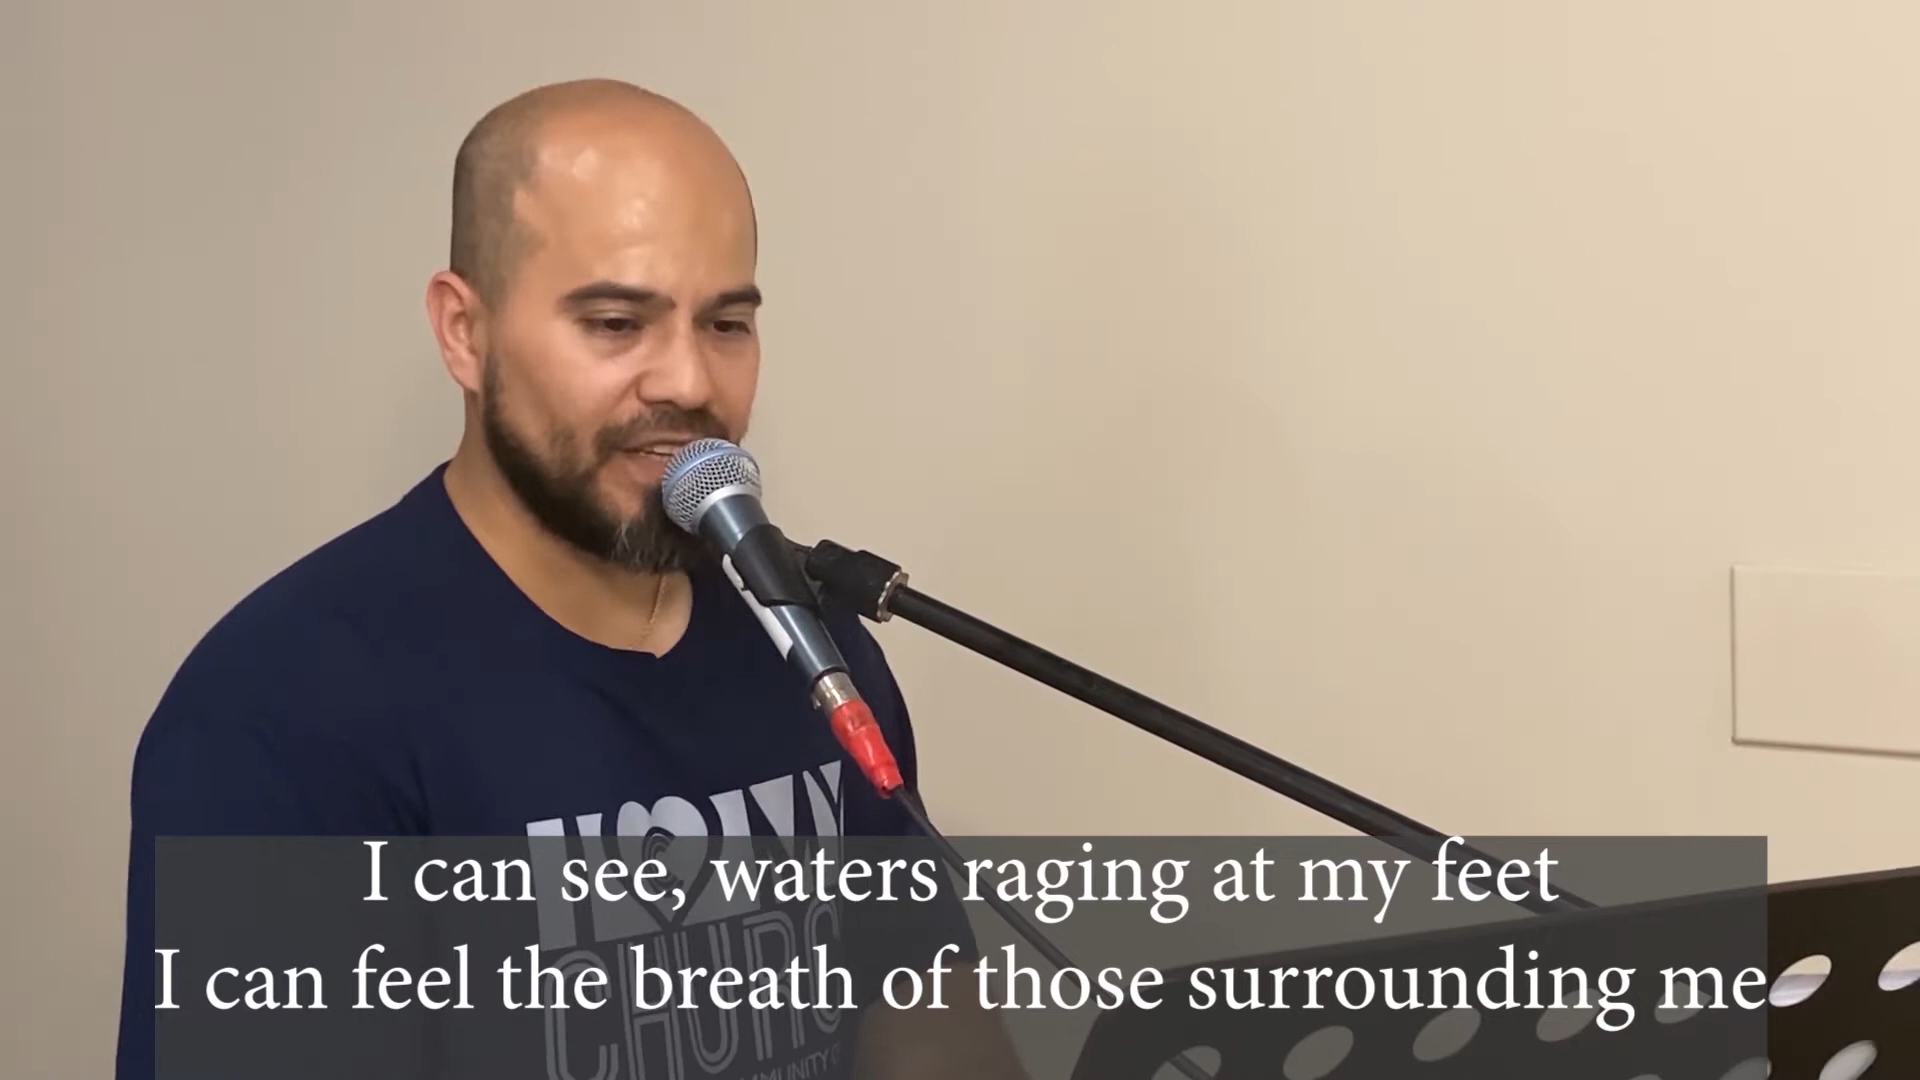 I can see, waters raging at my feet
I can feel the breath of those surrounding me